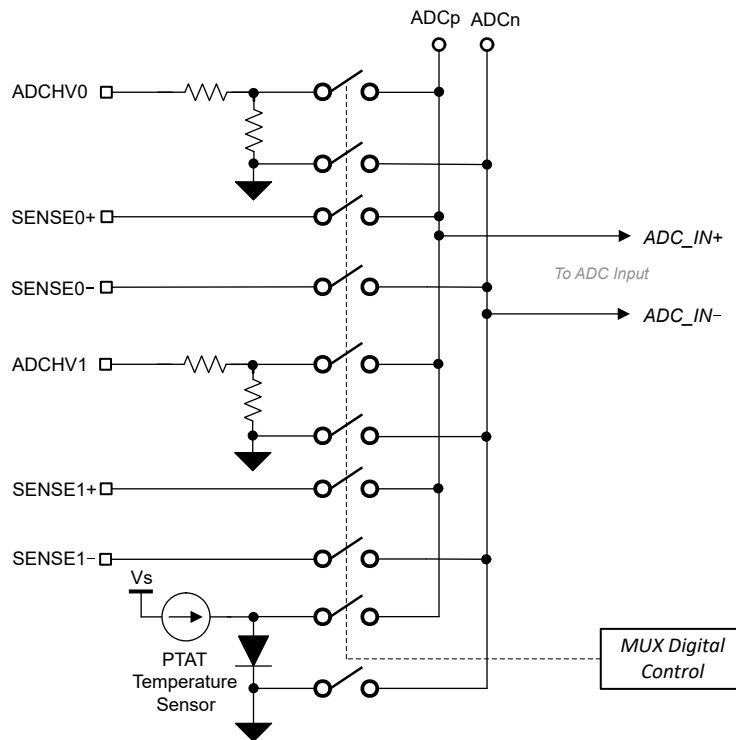 ADCp ADCn
ADCHV0
SENSE0+
ADC_IN+
To ADC Input
SENSE0−
ADC_IN−
ADCHV1
SENSE1+
SENSE1−
Vs
PTAT
Temperature
Sensor
MUX Digital
Control